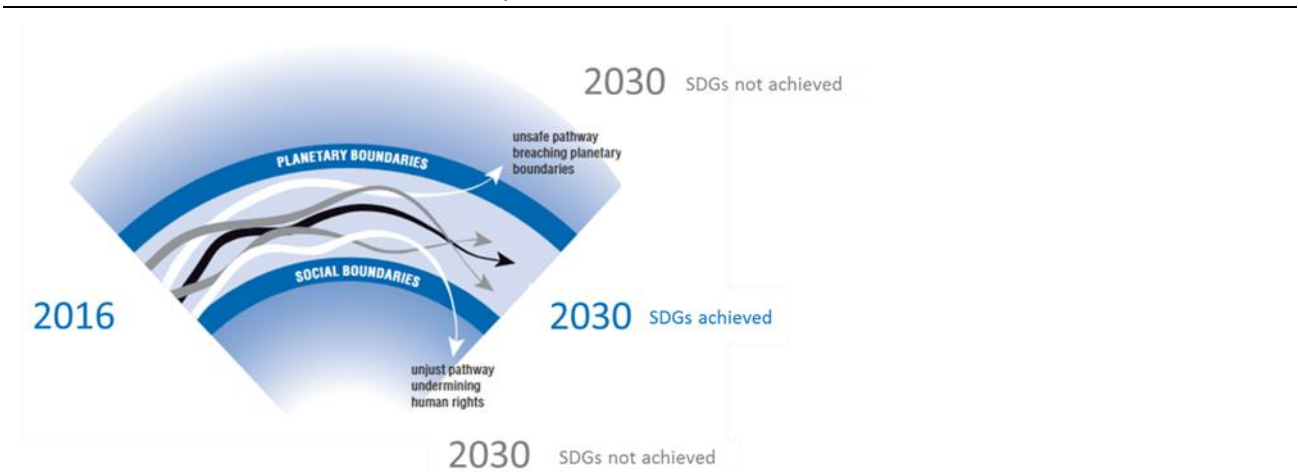 2030 SDGs not achieved
unsafe pathway
breaching planetary
boundaries
PLANETARY BOUNDARIES
SOCIAL BOUNDARIES
2016
2030 SDGs achieved
unjust pathway
undermining
human rights
2030 SDGs not achieved